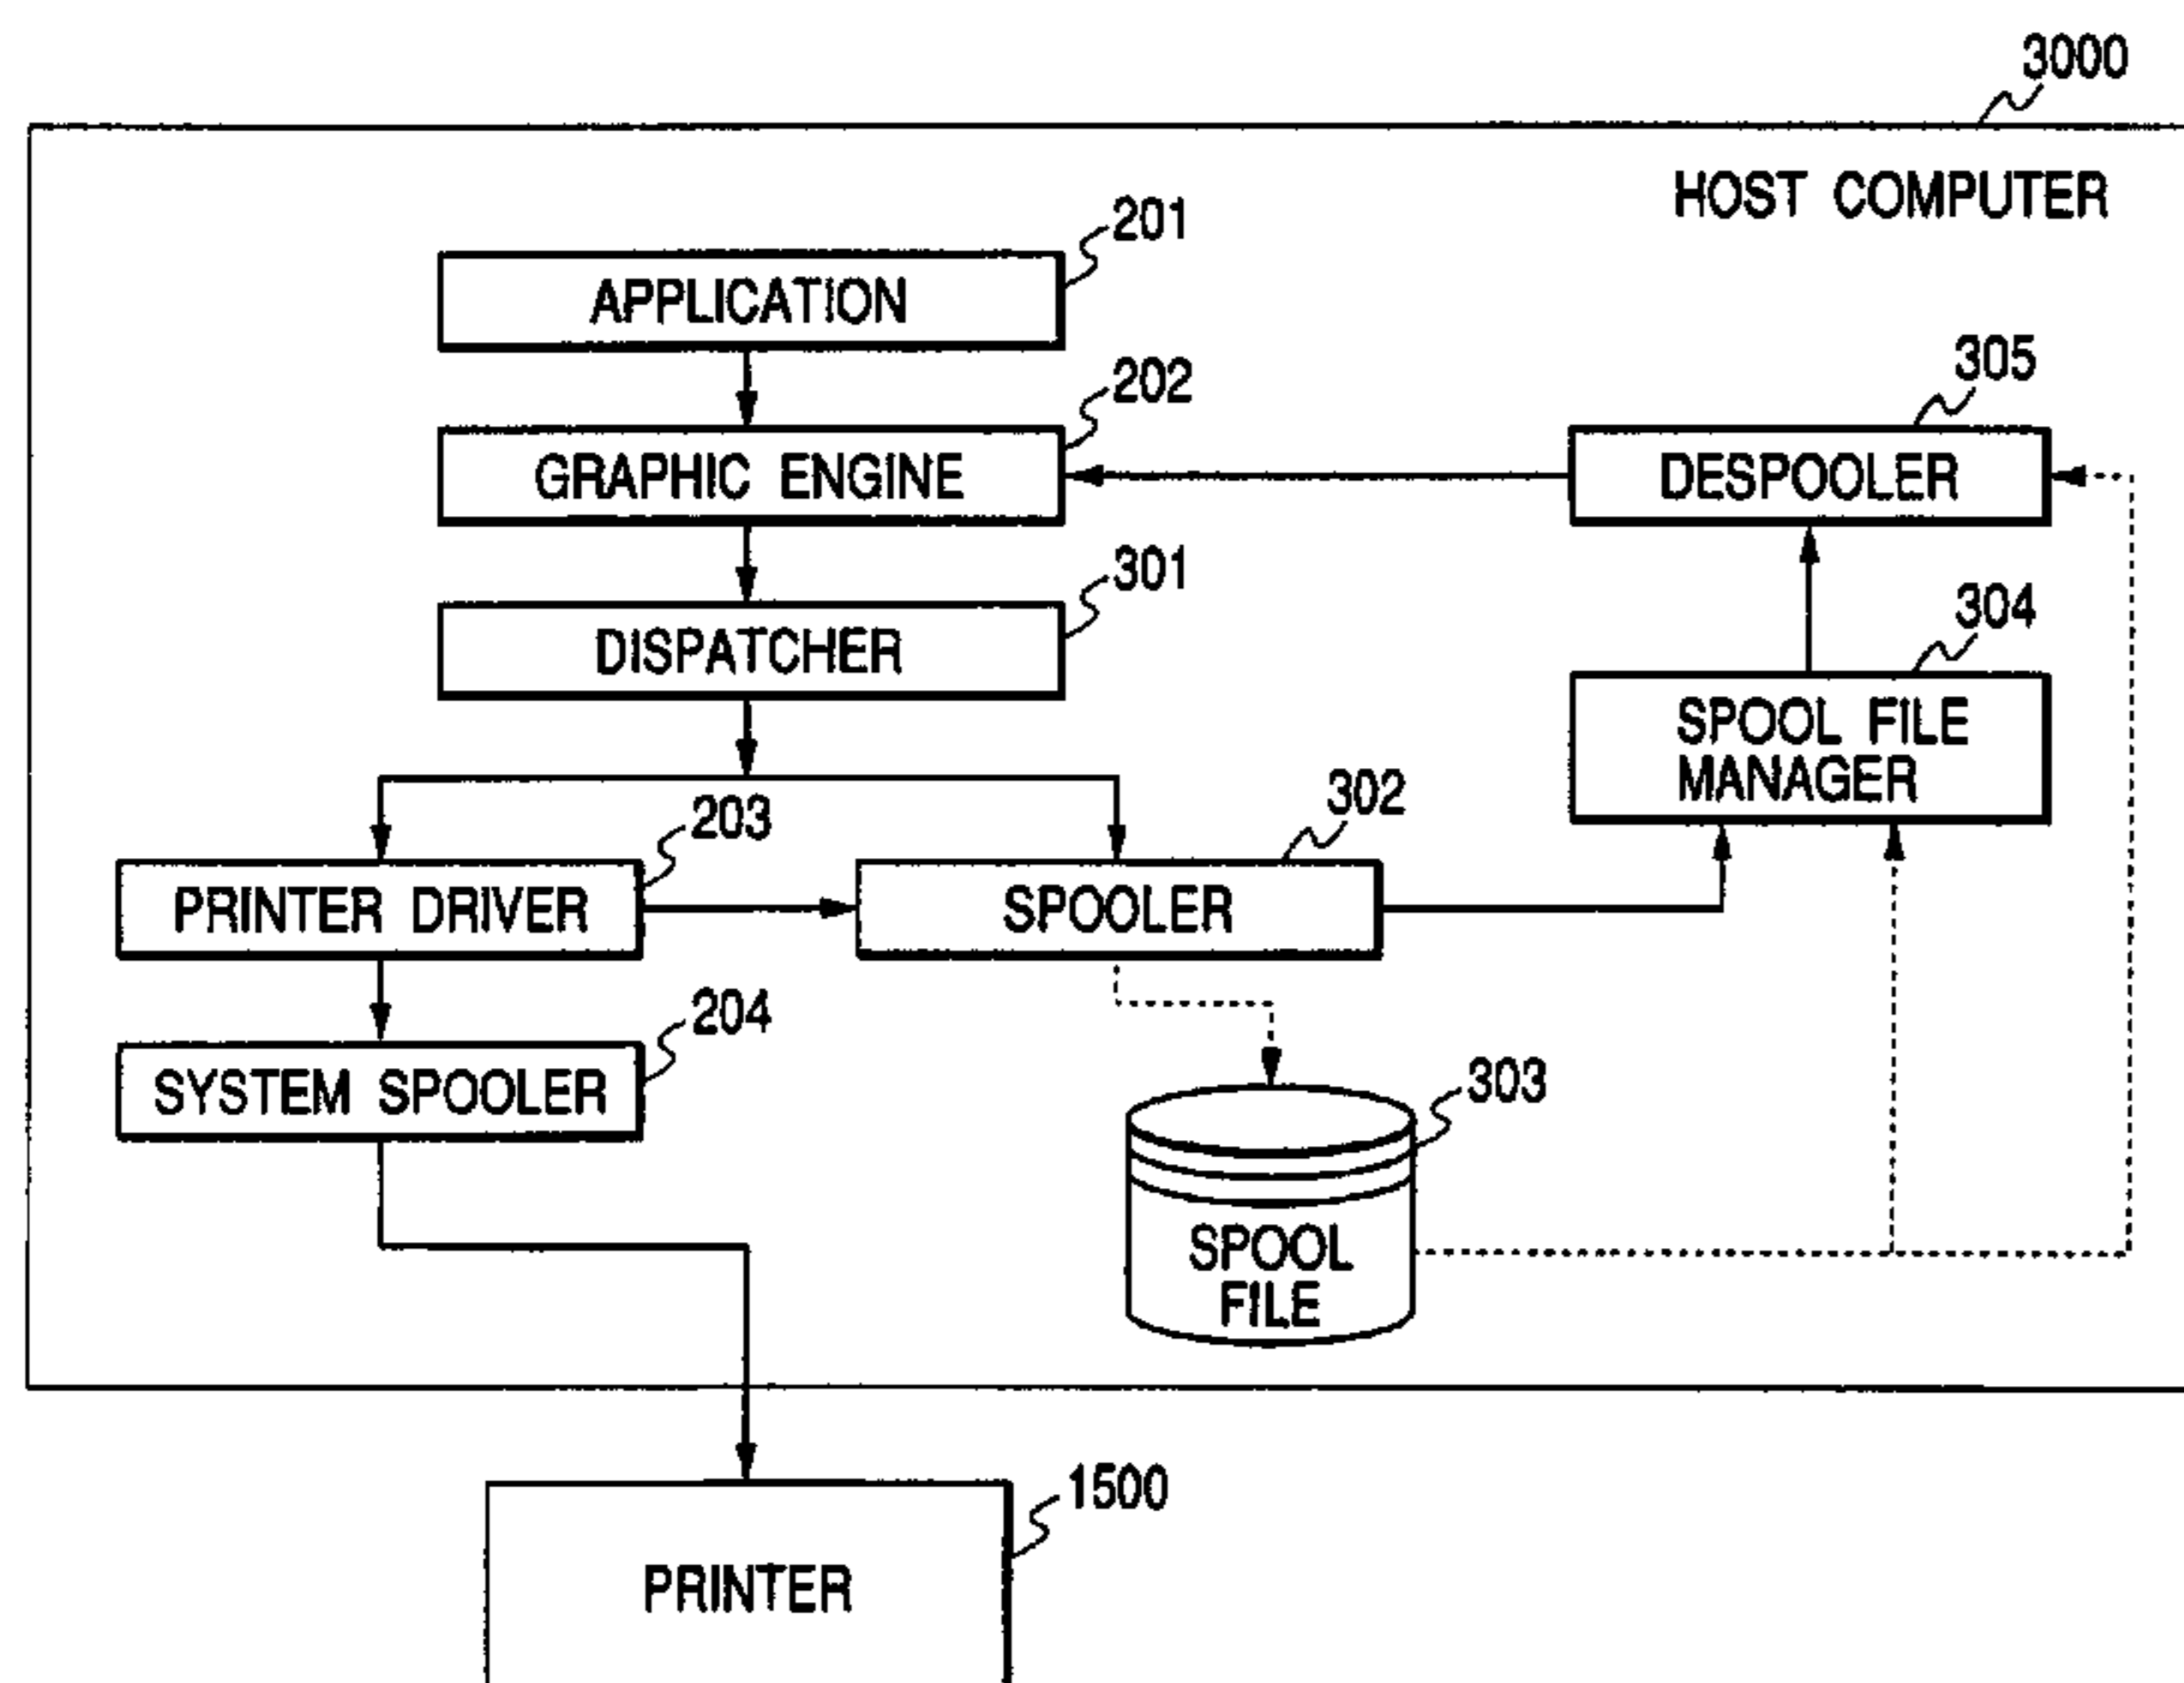 3000
HOST COMPUTER
201
APPLICATION
202
GRAPHIC ENGINE
305
DESPOOLER
301
DISPATCHER
304
SPOOL FILE
MANAGER
203
PRINTER DRIVER
302
SPOOLER
204
SYSTEM SPOOLER
303
SPOOL
FILE
1500
PRINTER